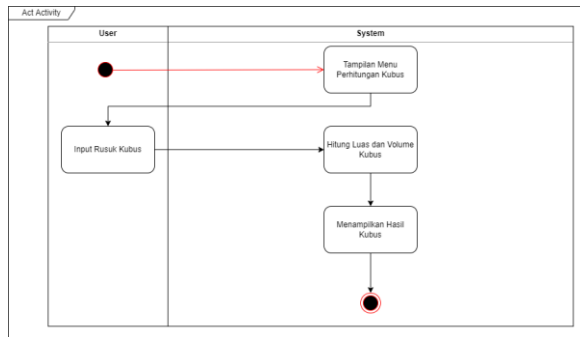 Act Activity
User
System
Tampilan Menu
Perhitungan Kubus
Input Rusuk Kubus
Hitung Luas dan Volume
Kubus
Menampilkan Hasil
Kubus